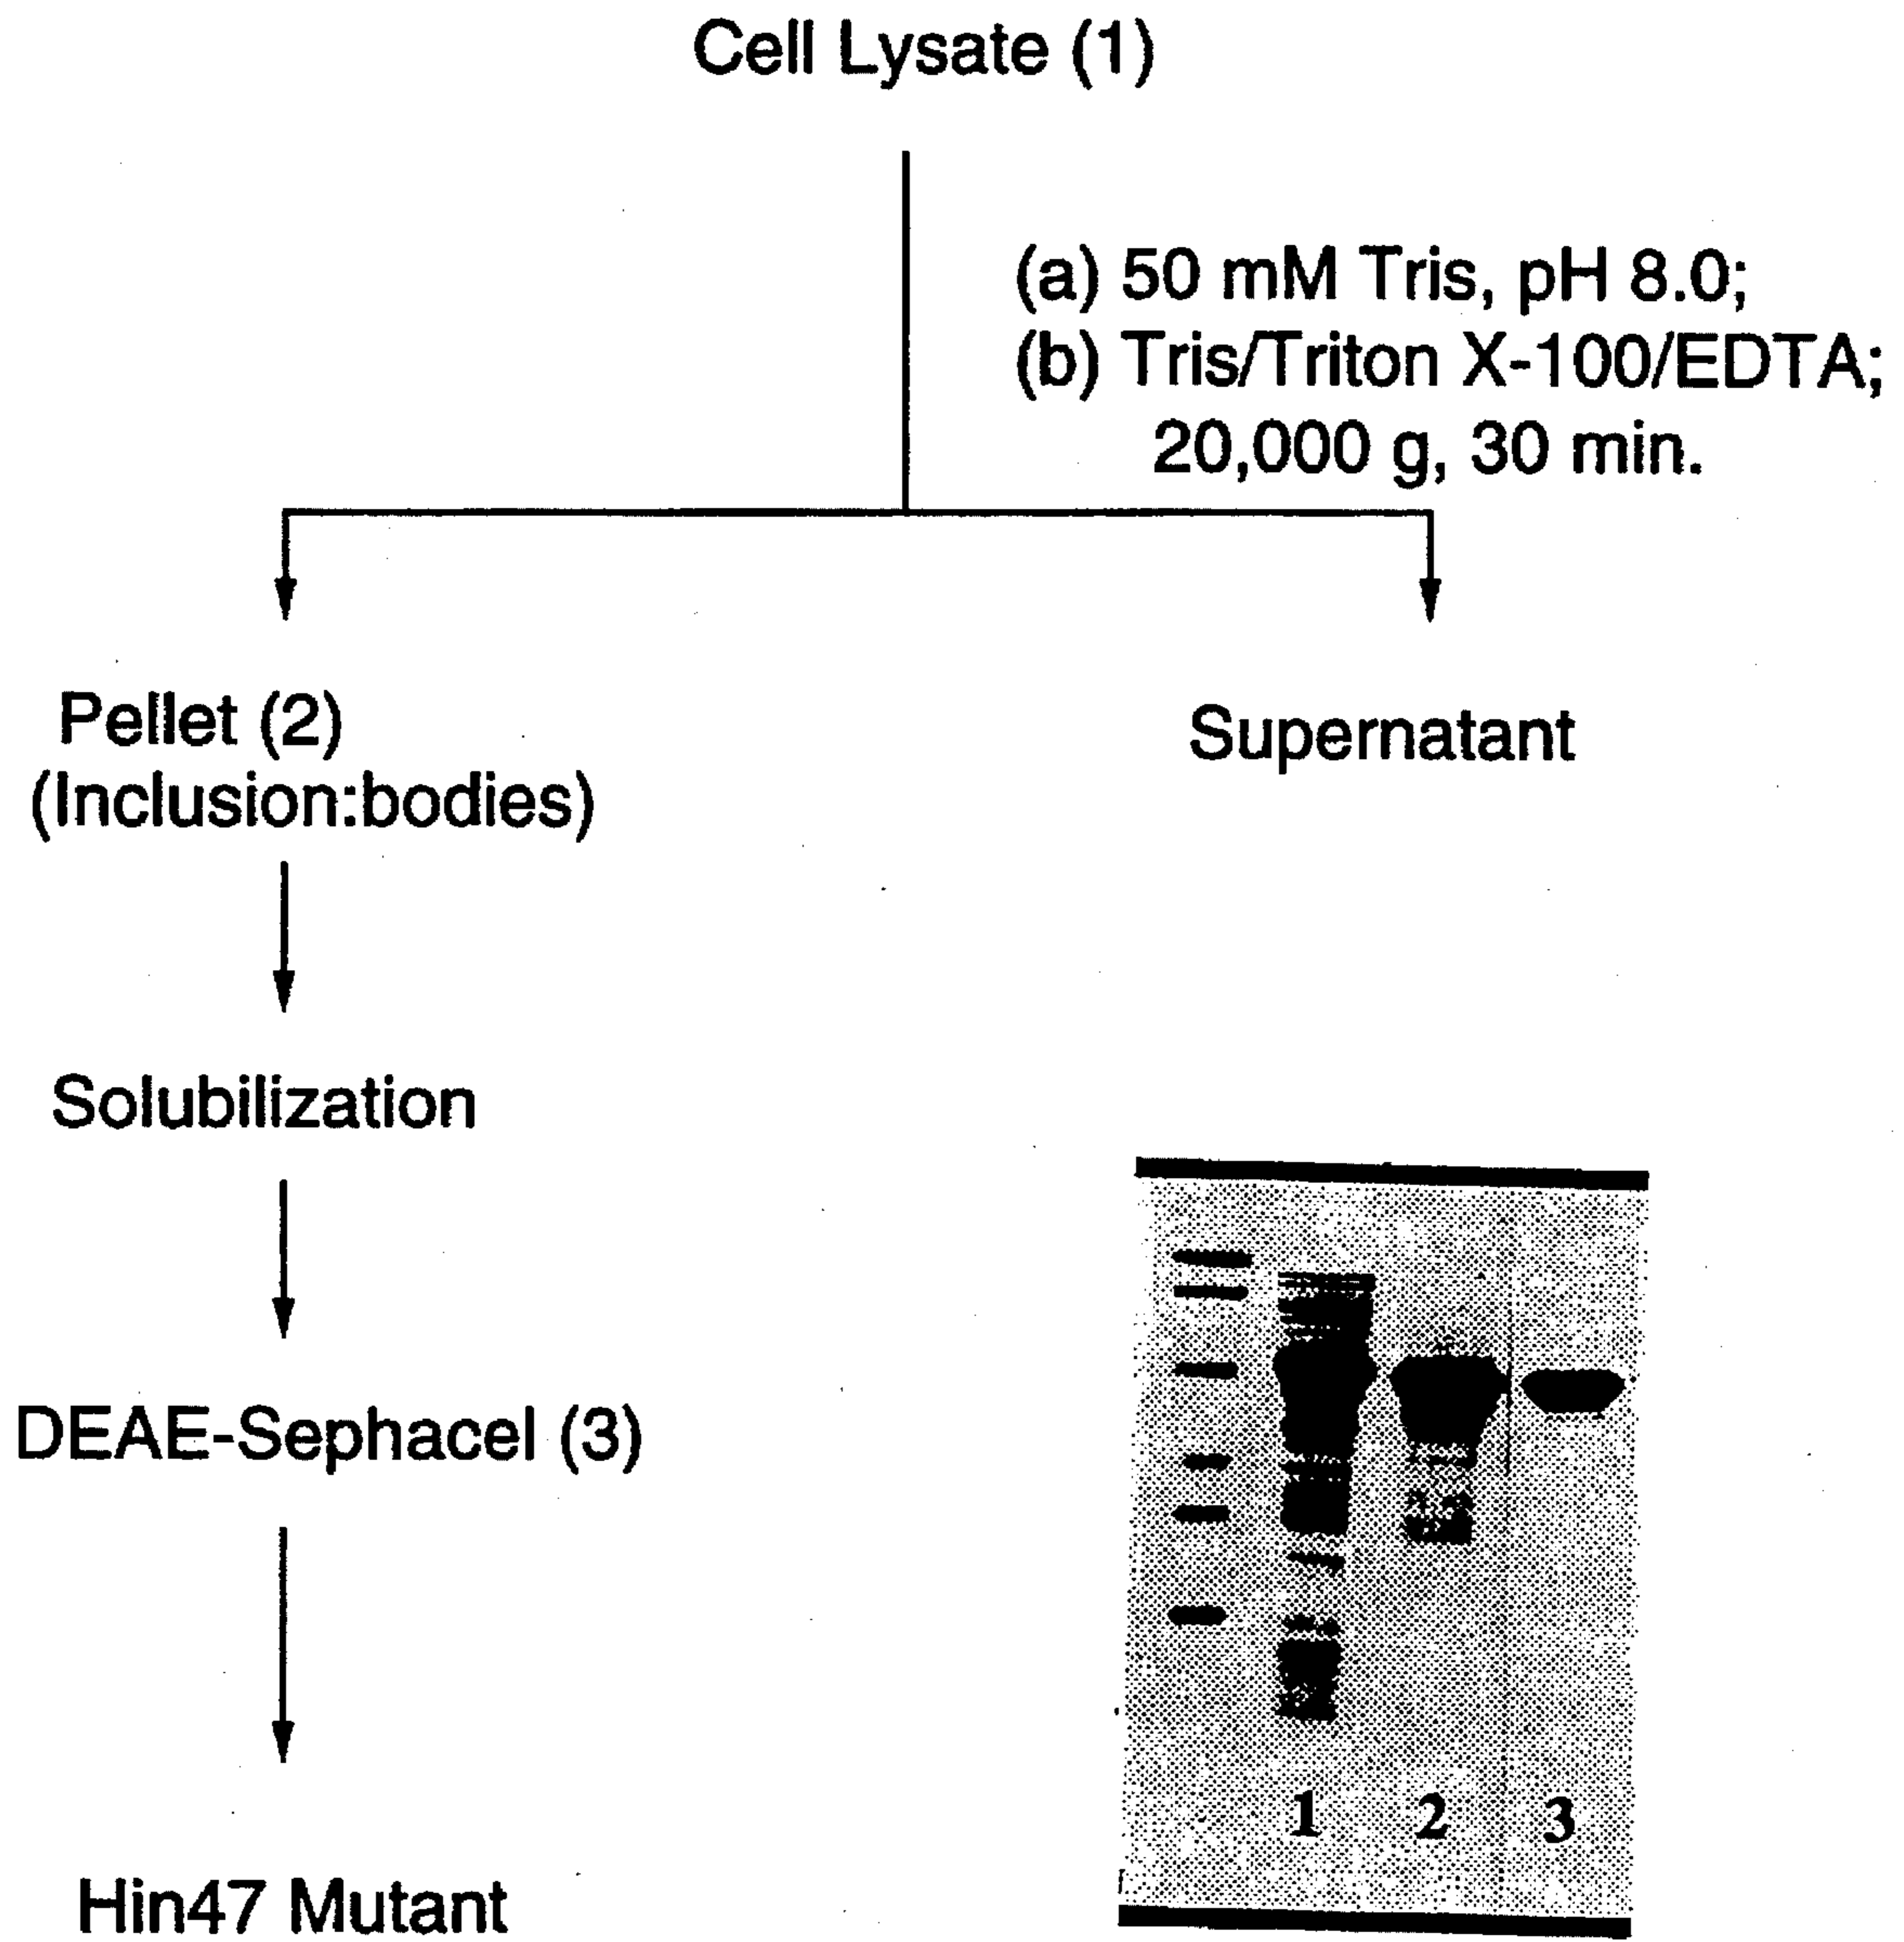 Cell Lysate (1)
(a) 50 mM Tris, pH 8.0;
(b) Tris/Triton X-100/EDTA;
20,000 g, 30 min.
Pellet (2)
(Inclusion:bodies)
Supernatant
Solubilization
DEAE-Sephacel (3)
Hin47 Mutant
1 2 3